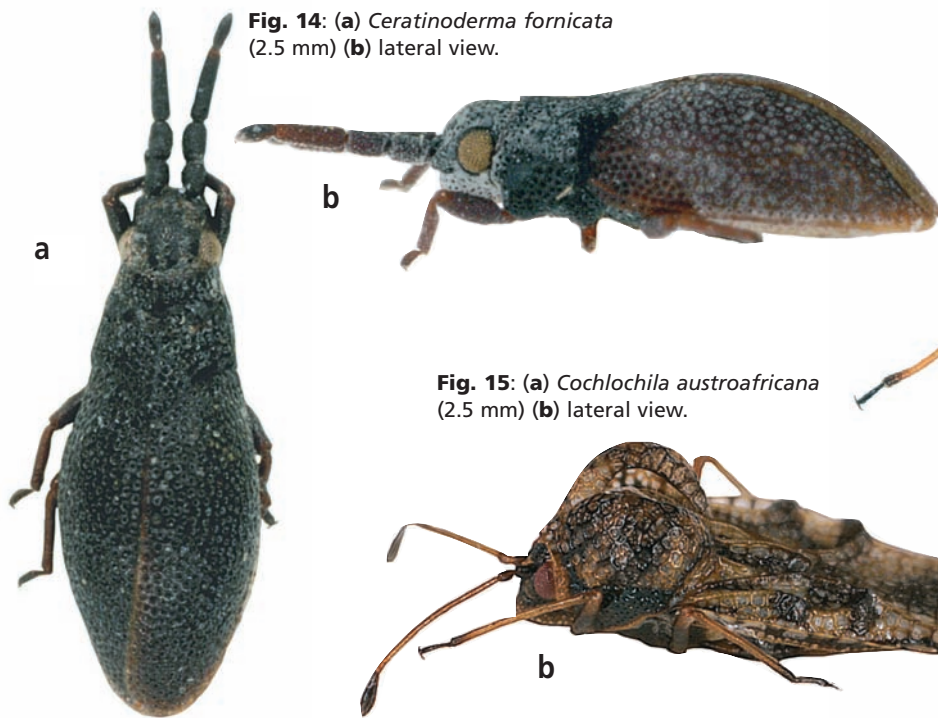 Fig. 14: (a) Ceratinoderma fornicata
(2.5 mm) (b) lateral view.
b
a
Fig. 15: (a) Cochlochila austroafricana
(2.5 mm) (b) lateral view.
b